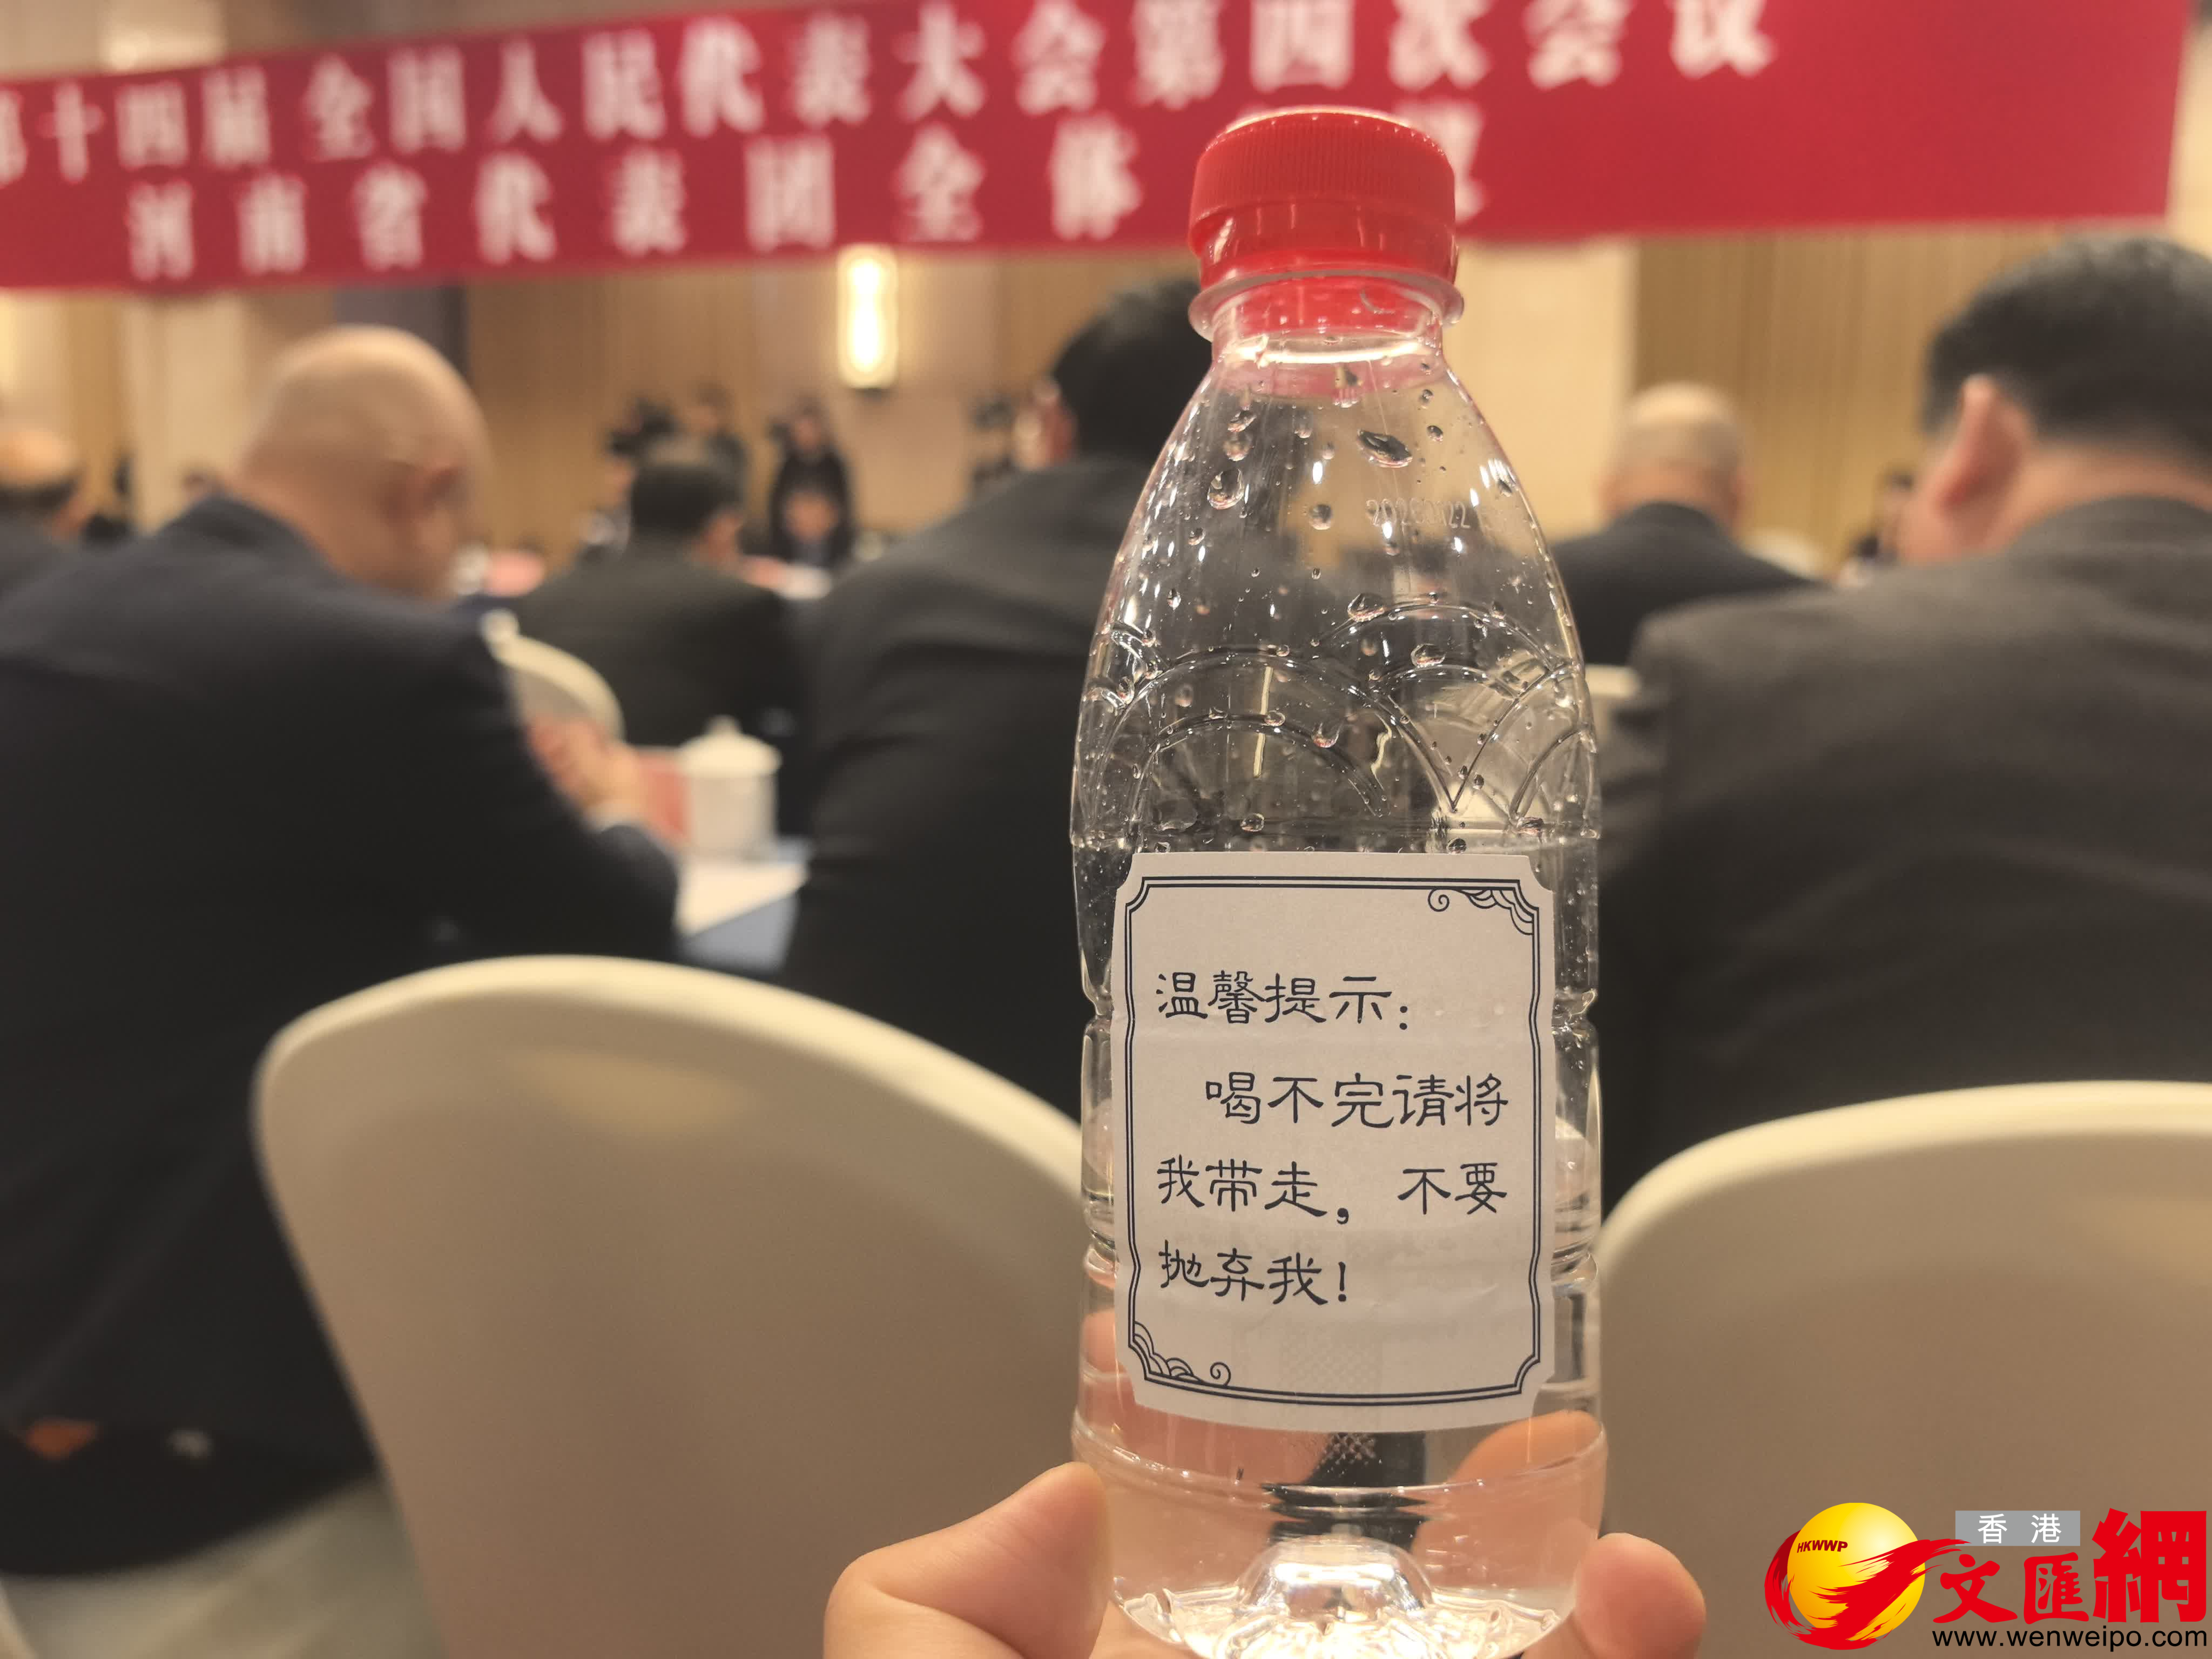 第十四届全国人民代表大会第四次会议
河南省代表团全体
温馨提示：
喝不完请将
我带走，不要
抛弃我！
HKWWP
香港
文匯網
www.wenweipo.com